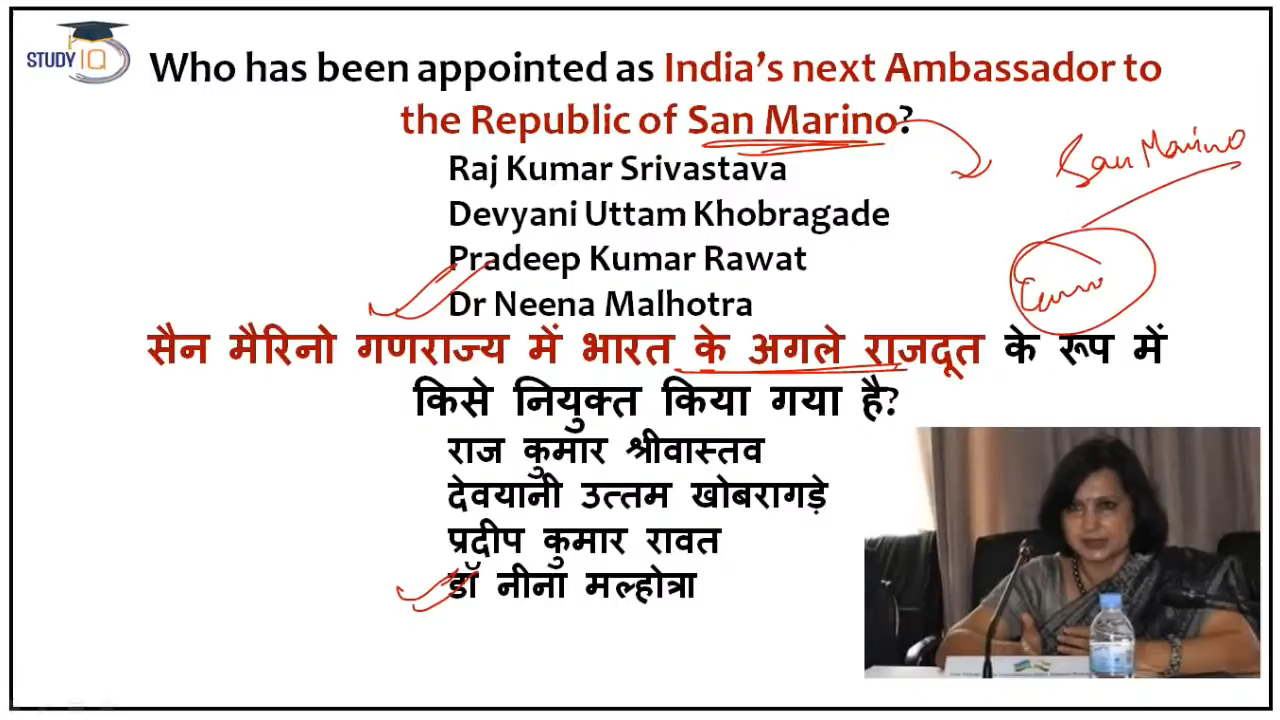 STUDY IQ
Who has been appointed as India's next Ambassador to
the Republic of San Marino?
San Marino
Raj Kumar Srivastava
Devyani Uttam Khobragade
Pradeep Kumar Rawat
Dr Neena Malhotra
सैन मैरिनो गणराज्य में भारत के अगले राजदूत के रूप में
किसे नियुक्त किया गया है?
राज कुमार श्रीवास्तव
देवयानी उत्तम खोबरागड़े
प्रदीप कुमार रावत
डॉ नीना मल्होत्रा